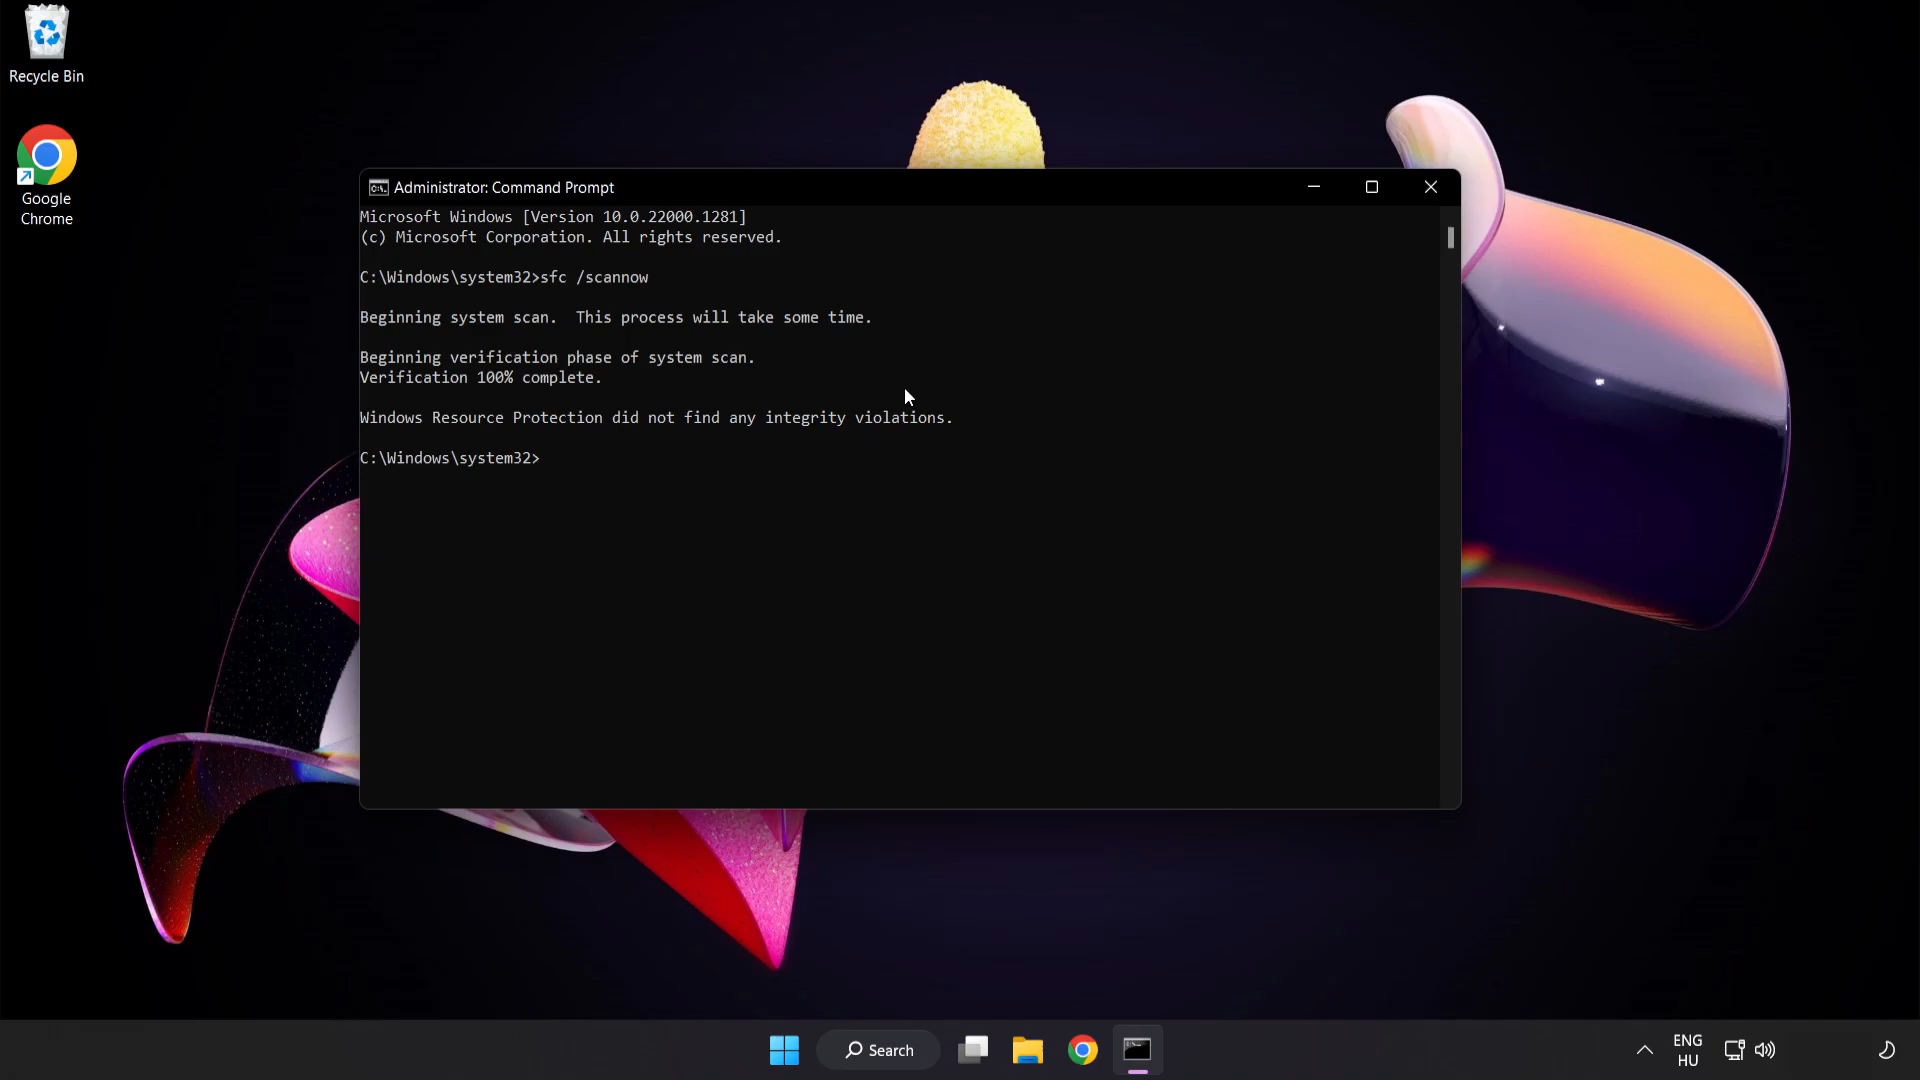 Recycle Bin
Google
Chrome
Administrator: Command Prompt
Microsoft Windows [Version 10.0.22000.1281]
(c) Microsoft Corporation. All rights reserved.
C:\Windows\system32>sfc /scannow
Beginning system scan.  This process will take some time.
Beginning verification phase of system scan.
Verification 100% complete.
Windows Resource Protection did not find any integrity violations.
C:\Windows\system32>
Search
ENG
HU